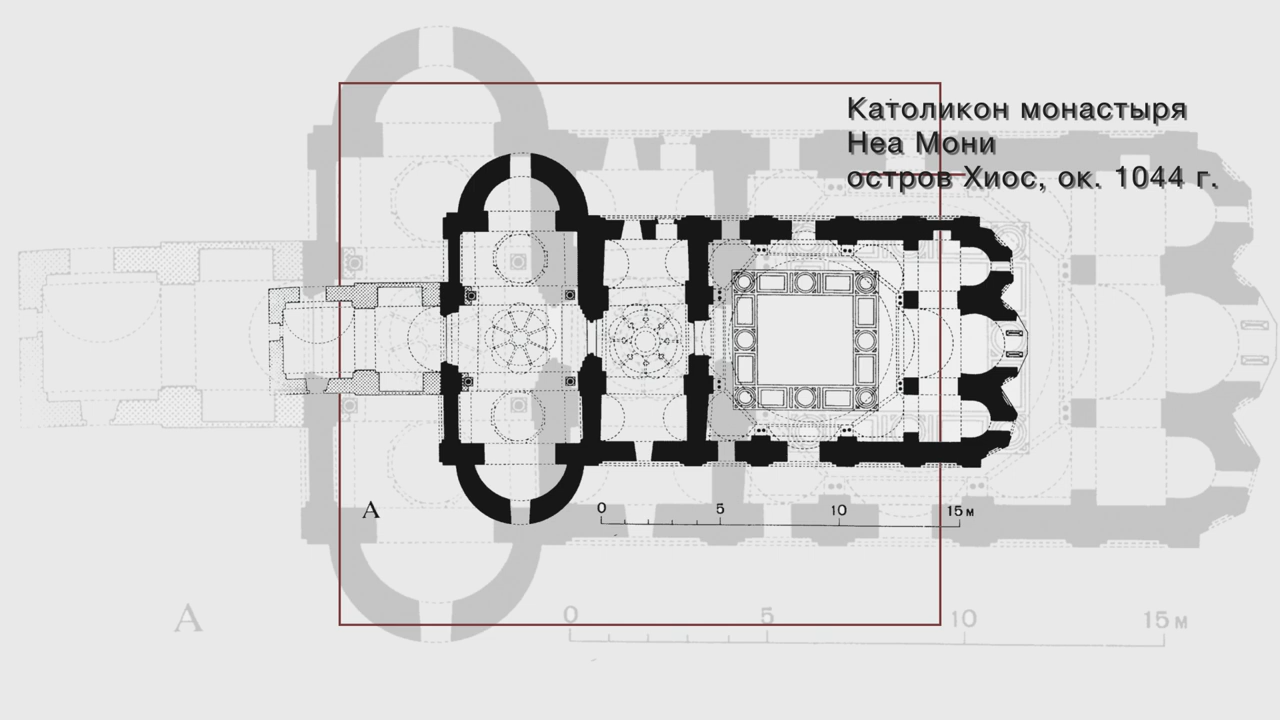 Католикон монастыря
Неа Мони
остров Хиос, ок. 1044 г.
А
0 5 10 15 м
А
0 5 10 15 м